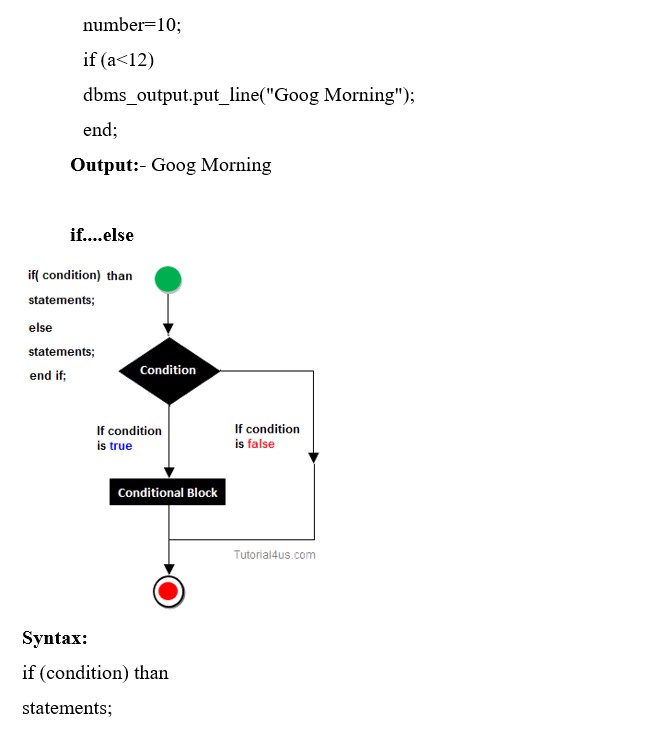 number=10;
if (a<12)
dbms_output.put_line("Goog Morning");
end;
Output:- Goog Morning
if....else
if( condition) than
statements;
else
statements;
end if;
Condition
If condition
is true
If condition
is false
Conditional Block
Tutorial4us.com
Syntax:
if (condition) than
statements;